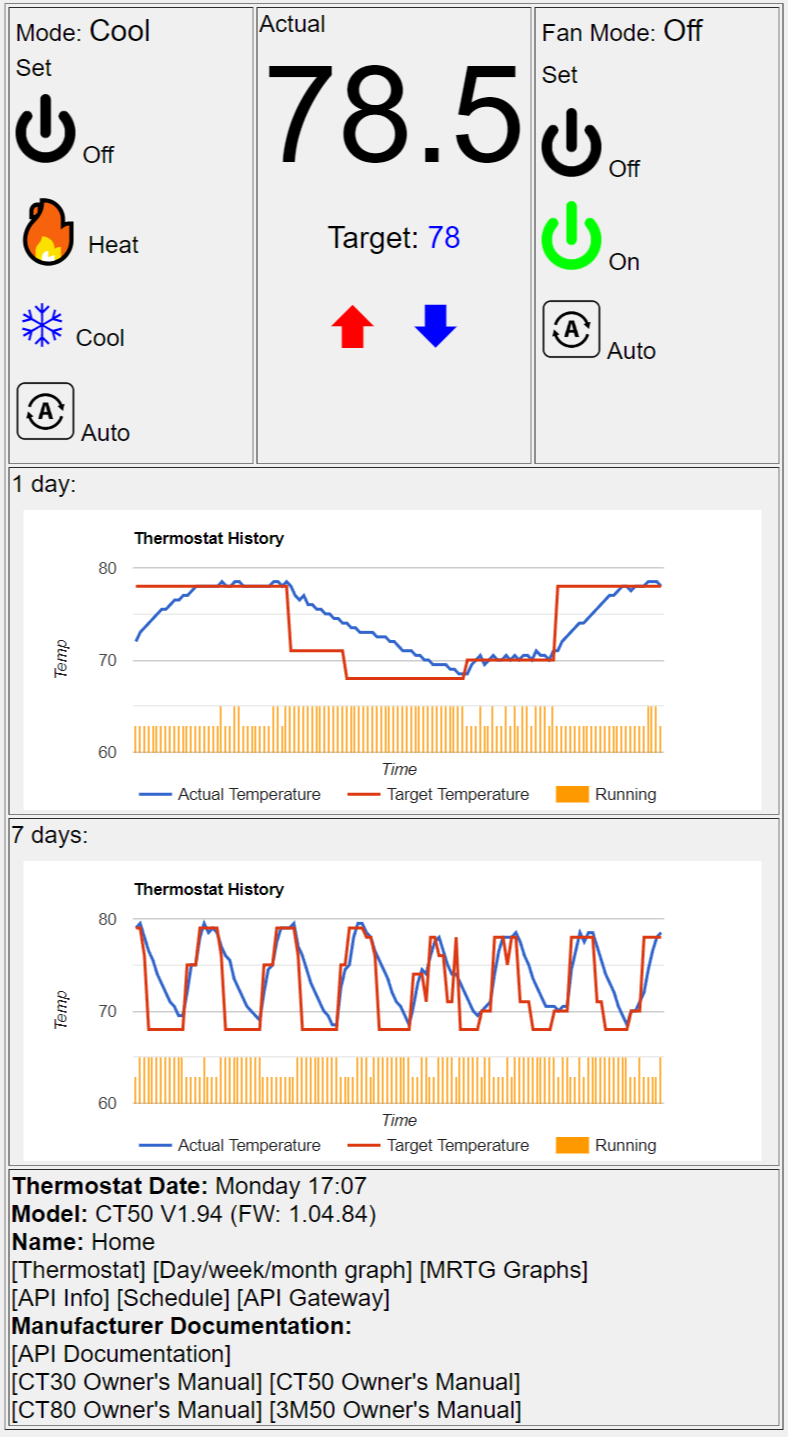 Mode: Cool
Set
Off
Heat
Cool
A
Auto
Actual
78.5
Target: 78
Fan Mode: Off
Set
Off
On
A
Auto
1 day:
Thermostat History
80
70
60
Temp
Time
Actual Temperature
Target Temperature
Running
7 days:
Thermostat History
80
70
60
Temp
Time
Actual Temperature
Target Temperature
Running
Thermostat Date: Monday 17:07
Model: CT50 V1.94 (FW: 1.04.84)
Name: Home
[Thermostat] [Day/week/month graph] [MRTG Graphs]
[API Info] [Schedule] [API Gateway]
Manufacturer Documentation:
[API Documentation]
[CT30 Owner's Manual] [CT50 Owner's Manual]
[CT80 Owner's Manual] [3M50 Owner's Manual]